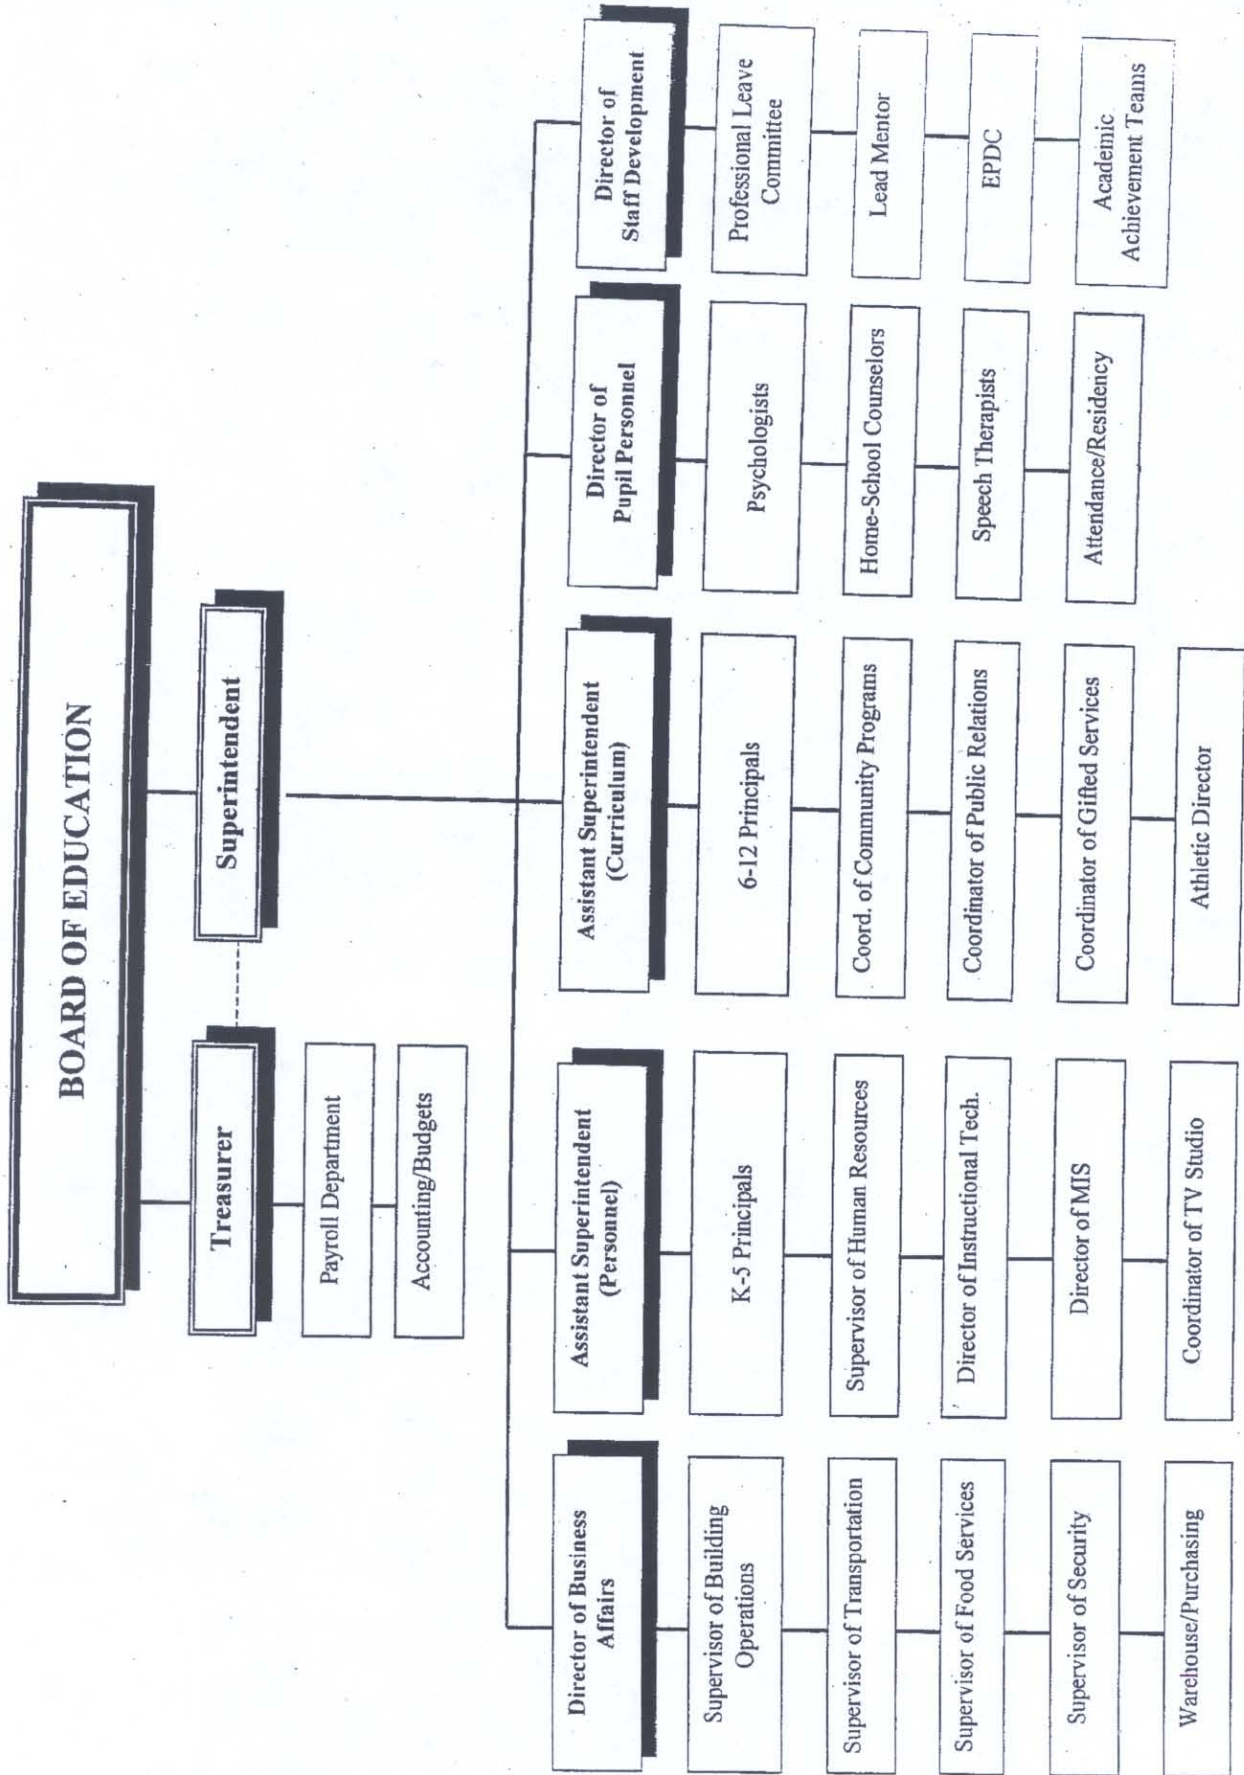 BOARD OF EDUCATION
Treasurer
Superintendent
Payroll Department
Accounting/Budgets
Director of Business
Affairs
Supervisor of Building
Operations
Supervisor of Transportation
Supervisor of Food Services
Supervisor of Security
Warehouse/Purchasing
Assistant Superintendent
(Personnel)
K-5 Principals
Supervisor of Human Resources
Director of Instructional Tech.
Director of MIS
Coordinator of TV Studio
Assistant Superintendent
(Curriculum)
6-12 Principals
Coord. of Community Programs
Coordinator of Public Relations
Coordinator of Gifted Services
Athletic Director
Director of
Pupil Personnel
Psychologists
Home-School Counselors
Speech Therapists
Attendance/Residency
Director of
Staff Development
Professional Leave
Committee
Lead Mentor
EPDC
Academic
Achievement Teams